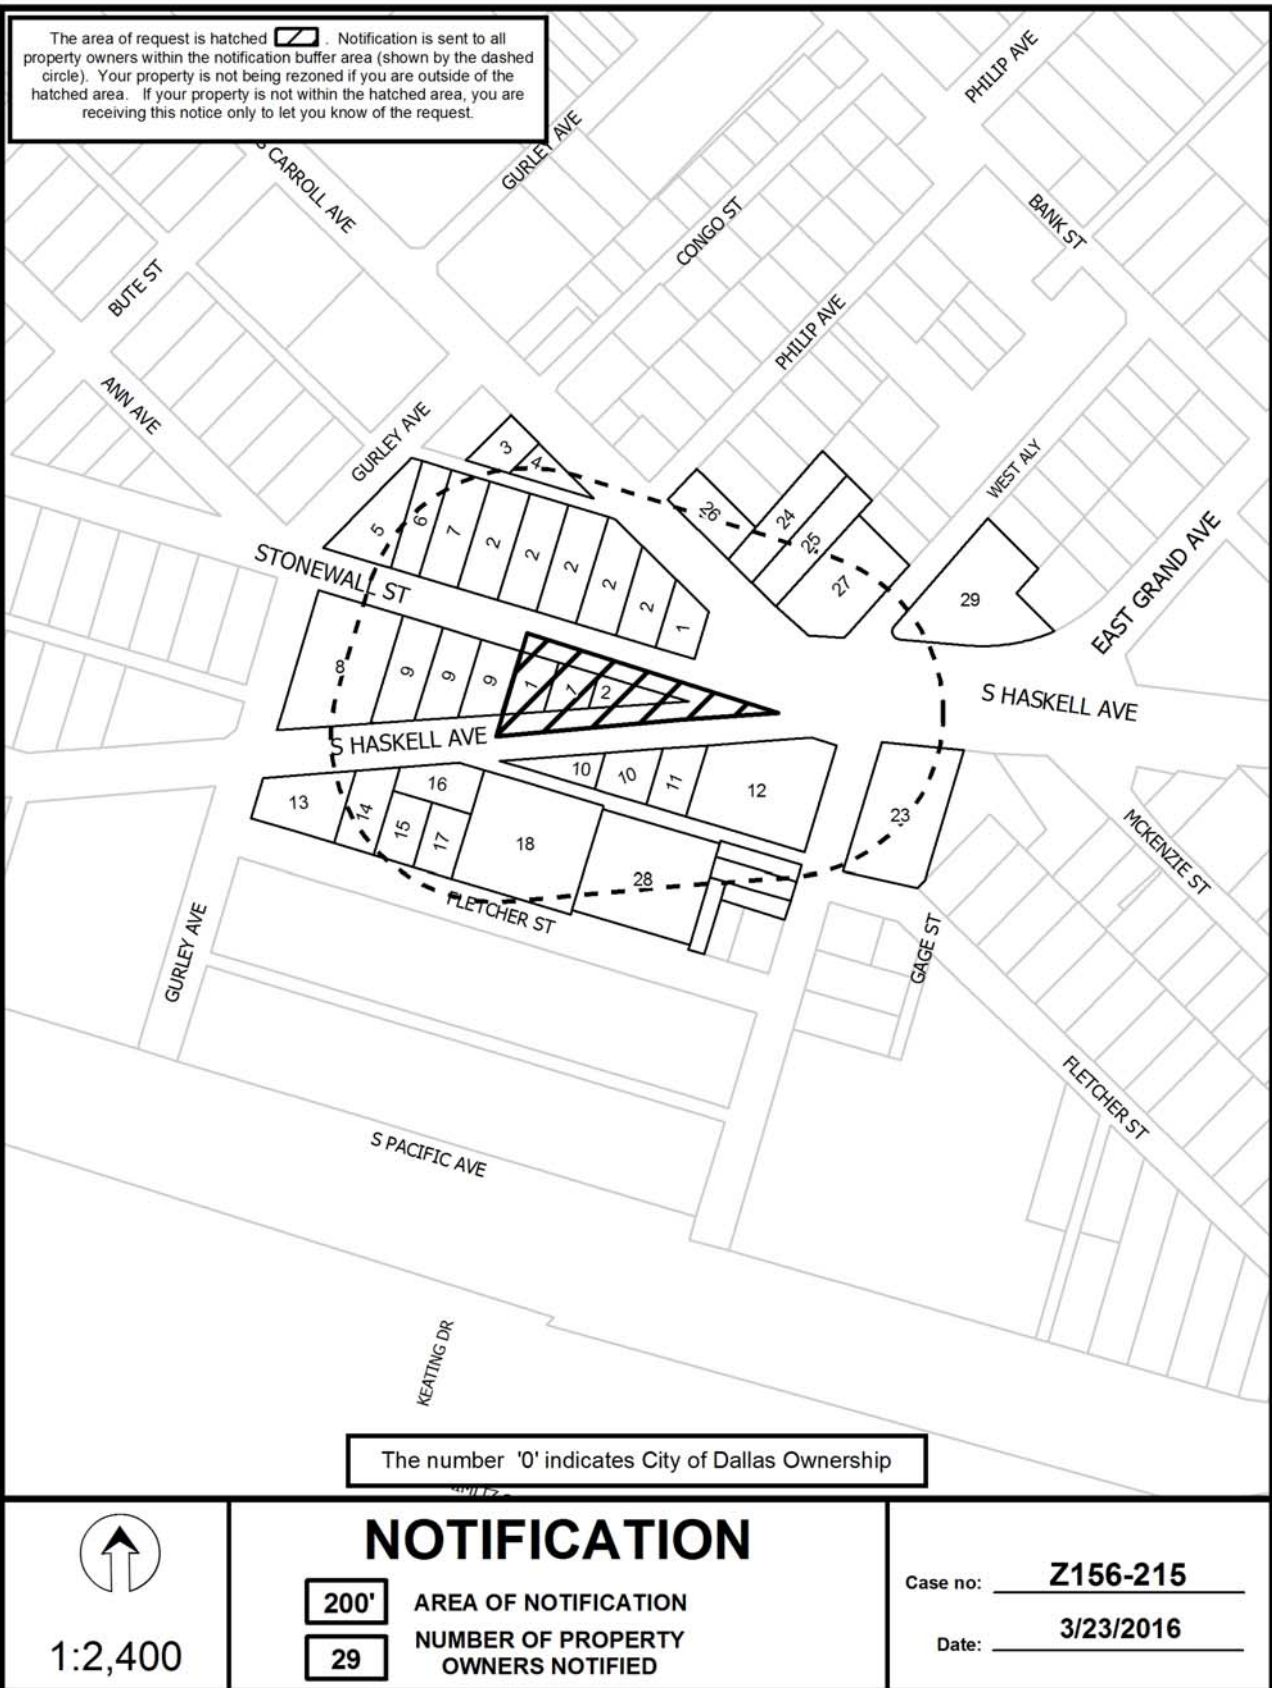 The area of request is hatched . Notification is sent to all
property owners within the notification buffer area (shown by the dashed
circle). Your property is not being rezoned if you are outside of the
hatched area. If your property is not within the hatched area, you are
receiving this notice only to let you know of the request.
PHILIP AVE
GURLEY AVE
S CARROLL AVE
CONGO ST
BANK ST
BUTE ST
PHILIP AVE
ANN AVE
GURLEY AVE
WEST ALY
EAST GRAND AVE
3
4
5
6
7
2
2
2
2
2
1
26
24
25
27
29
STONEWALL ST
8
9
9
9
1
1
2
S HASKELL AVE
S HASKELL AVE
10
10
11
12
13
14
16
15
17
18
28
23
MCKENZIE ST
FLETCHER ST
GURLEY AVE
GAGE ST
FLETCHER ST
S PACIFIC AVE
KEATING DR
The number '0' indicates City of Dallas Ownership
1:2,400
NOTIFICATION
200' AREA OF NOTIFICATION
29 NUMBER OF PROPERTY
OWNERS NOTIFIED
Case no: Z156-215
Date: 3/23/2016